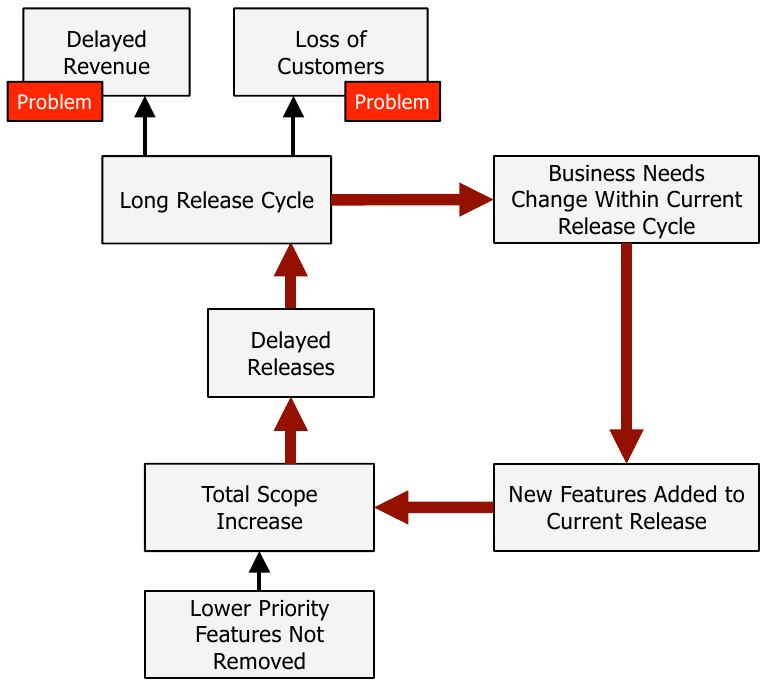 Delayed
Revenue
Problem
Loss of
Customers
Problem
Long Release Cycle
Business Needs
Change Within Current
Release Cycle
Delayed
Releases
Total Scope
Increase
New Features Added to
Current Release
Lower Priority
Features Not
Removed